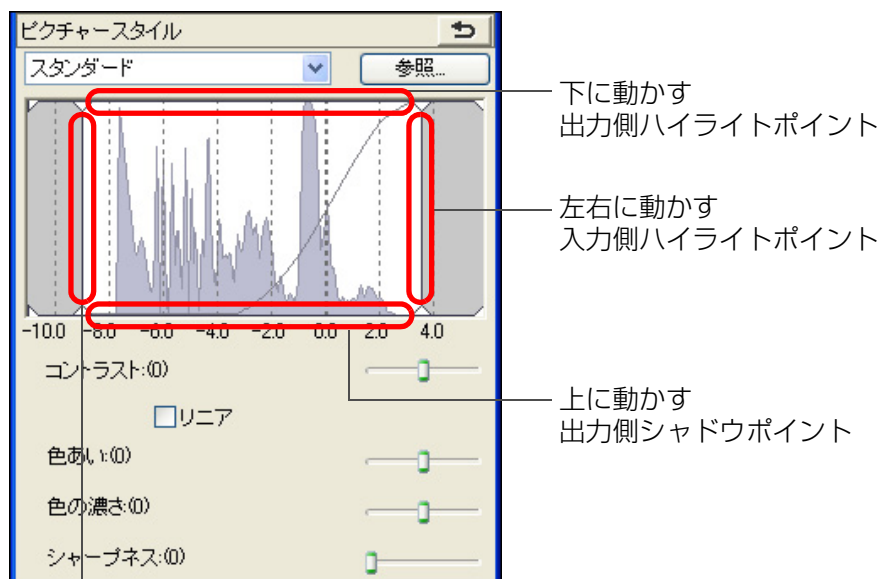 ピクチャースタイル
スタンダード
参照...
下に動かす
出力側ハイライトポイント
左右に動かす
入力側ハイライトポイント
-10.0 -8.0 -6.0 -4.0 -2.0 0.0 2.0 4.0
コントラスト:(0)
上に動かす
出力側シャドウポイント
リニア
色あい:(0)
色の濃さ:(0)
シャープネス:(0)